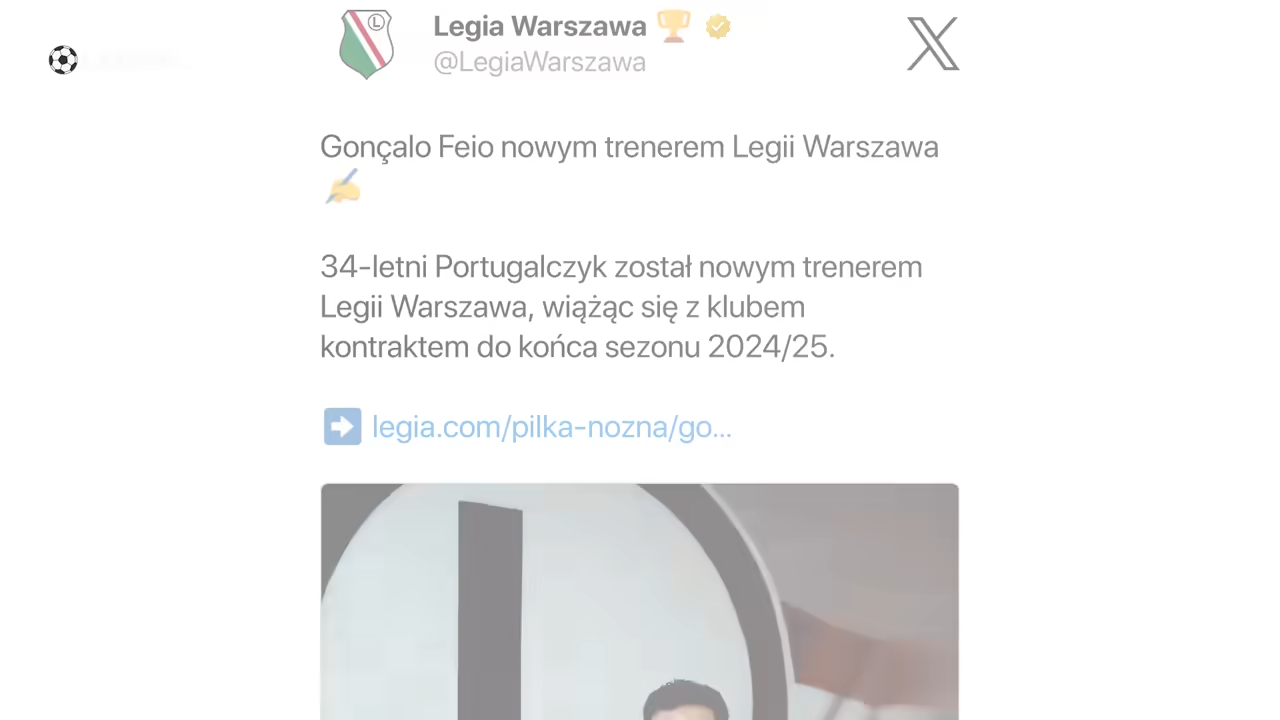 Legia Warszawa 🏆
@LegiaWarszawa
Gonçalo Feio nowym trenerem Legii Warszawa
✍️
34-letni Portugalczyk został nowym trenerem
Legii Warszawa, wiążąc się z klubem
kontraktem do końca sezonu 2024/25.
➡️ legia.com/pilka-nozna/go...